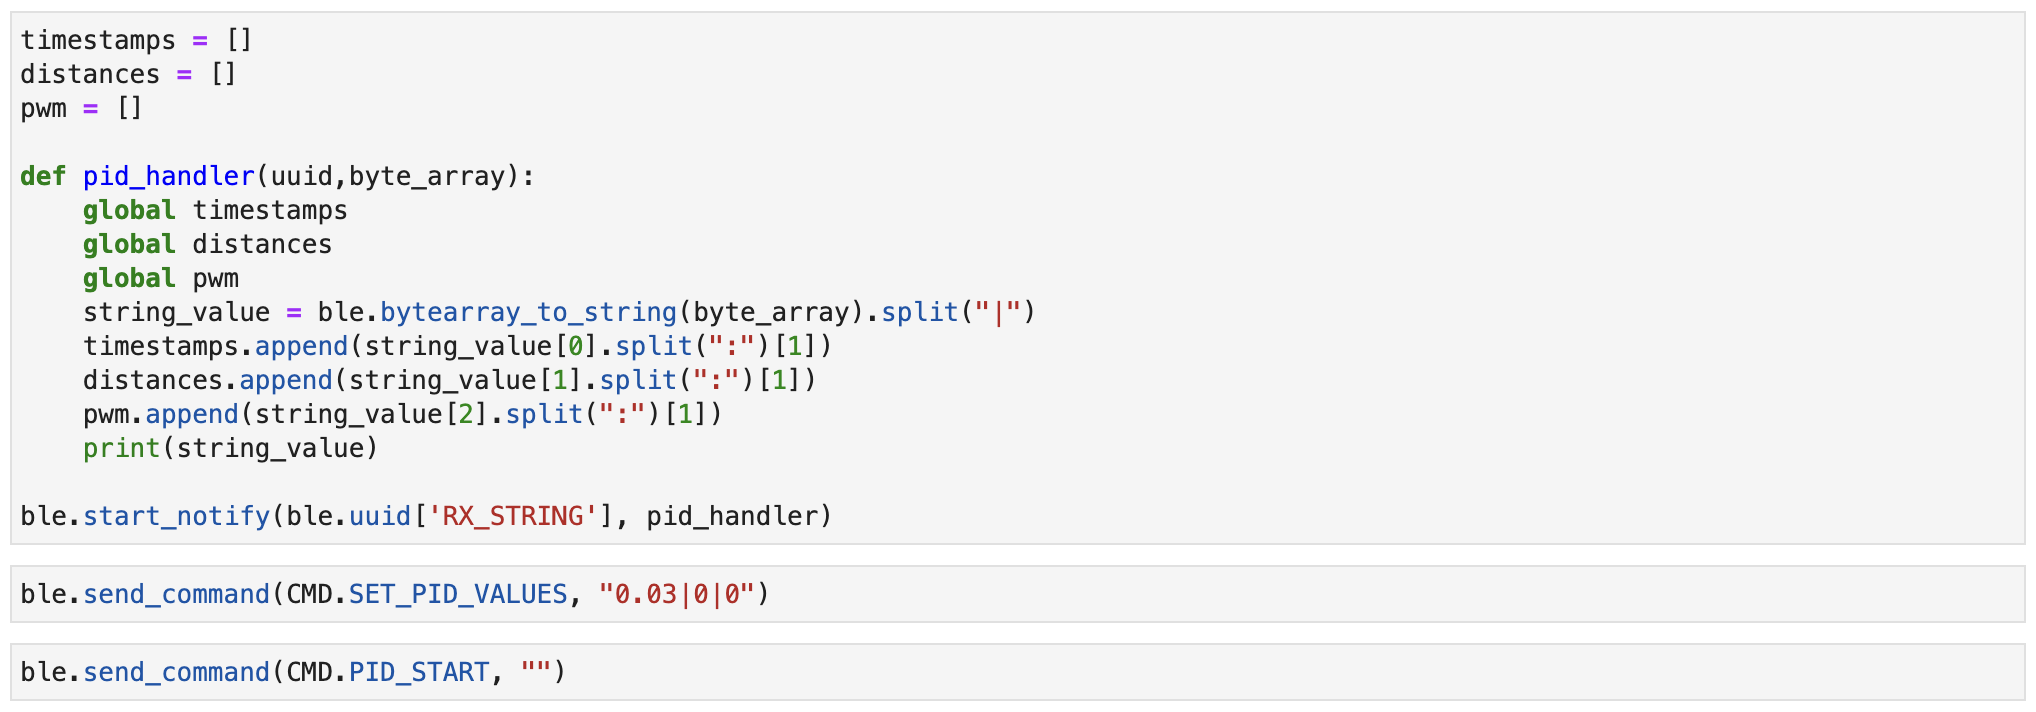 timestamps = []
distances = []
pwm = []

def pid_handler(uuid,byte_array):
    global timestamps
    global distances
    global pwm
    string_value = ble.bytearray_to_string(byte_array).split("|")
    timestamps.append(string_value[0].split(":")[1])
    distances.append(string_value[1].split(":")[1])
    pwm.append(string_value[2].split(":")[1])
    print(string_value)

ble.start_notify(ble.uuid['RX_STRING'], pid_handler)
ble.send_command(CMD.SET_PID_VALUES, "0.03|0|0")
ble.send_command(CMD.PID_START, "")